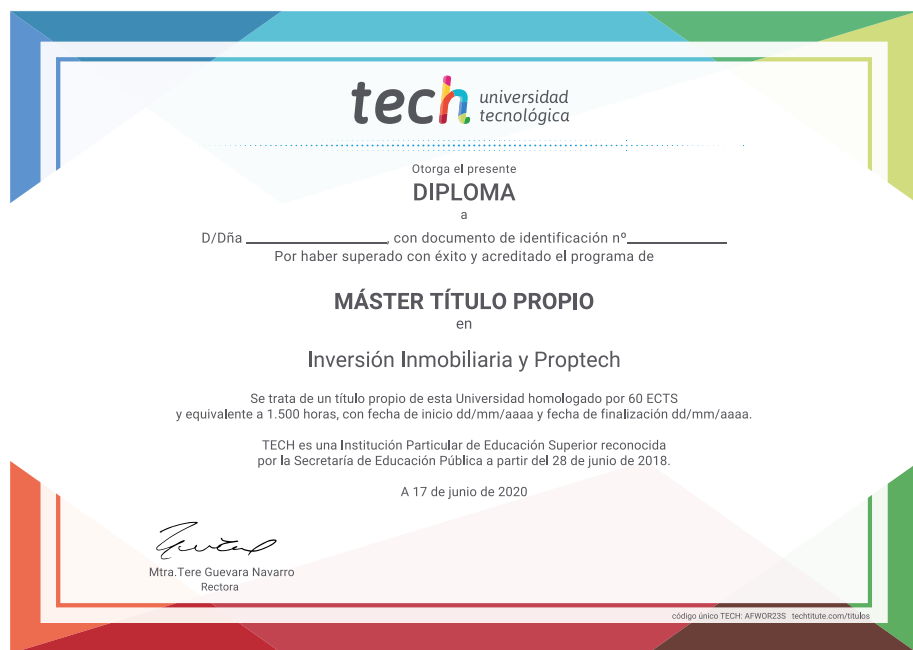 tech universidad
tecnológica
Otorga el presente
DIPLOMA
a
D/Dña ________________, con documento de identificación nº____________
Por haber superado con éxito y acreditado el programa de
MÁSTER TÍTULO PROPIO
en
Inversión Inmobiliaria y Proptech
Se trata de un título propio de esta Universidad homologado por 60 ECTS
y equivalente a 1.500 horas, con fecha de inicio dd/mm/aaaa y fecha de finalización dd/mm/aaaa.
TECH es una Institución Particular de Educación Superior reconocida
por la Secretaría de Educación Pública a partir del 28 de junio de 2018.
A 17 de junio de 2020
Mtra.Tere Guevara Navarro
Rectora
código único TECH: AFWOR23S techtitute.com/titulos